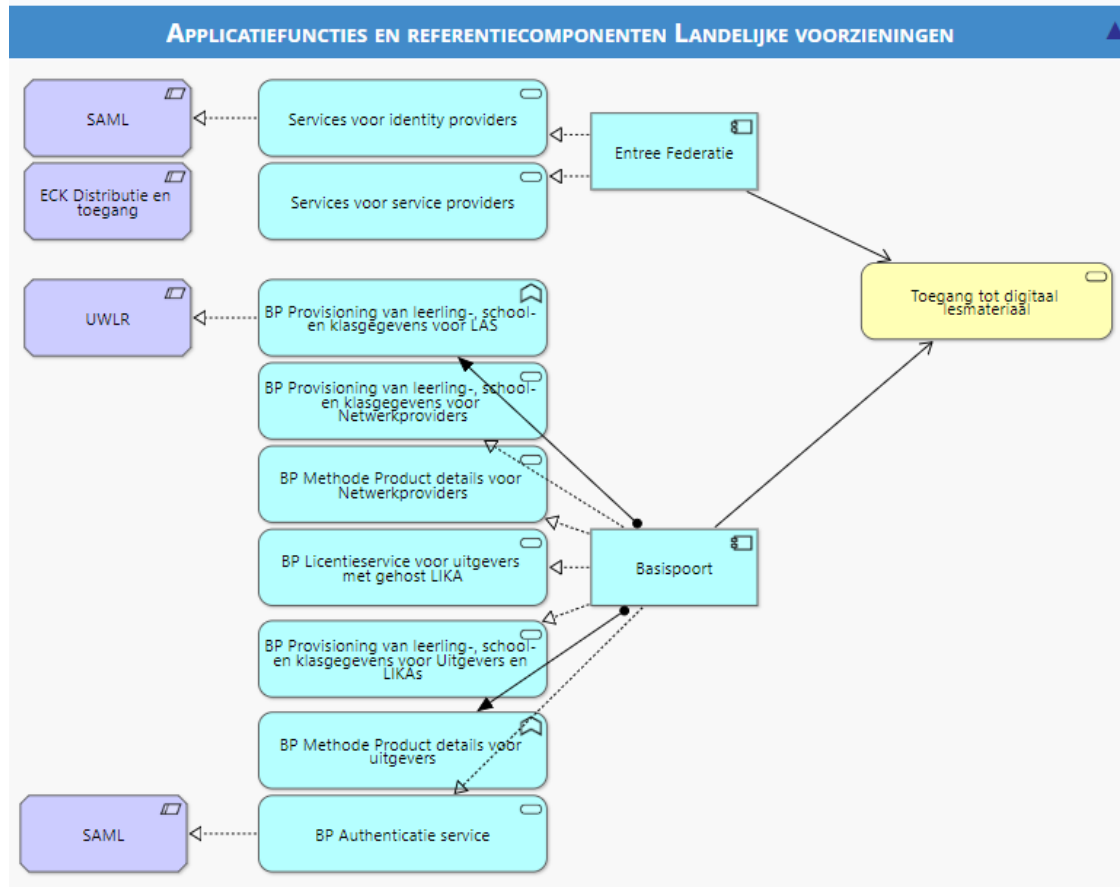 Applicatiefuncties en referentiecomponenten Landelijke voorzieningen
SAML
Services voor identity providers
Entree Federatie
ECK Distributie en
toegang
Services voor service providers
Toegang tot digitaal
lesmateriaal
UWLR
BP Provisioning van leerling-, school-
en klasgegevens voor LAS
BP Provisioning van leerling-, school-
en klasgegevens voor
Netwerkproviders
BP Methode Product details voor
Netwerkproviders
BP Licentieservice voor uitgevers
met gehost LIKA
Basispoort
BP Provisioning van leerling-, school-
en klasgegevens voor Uitgevers en
LIKAs
BP Methode Product details voor
uitgevers
SAML
BP Authenticatie service